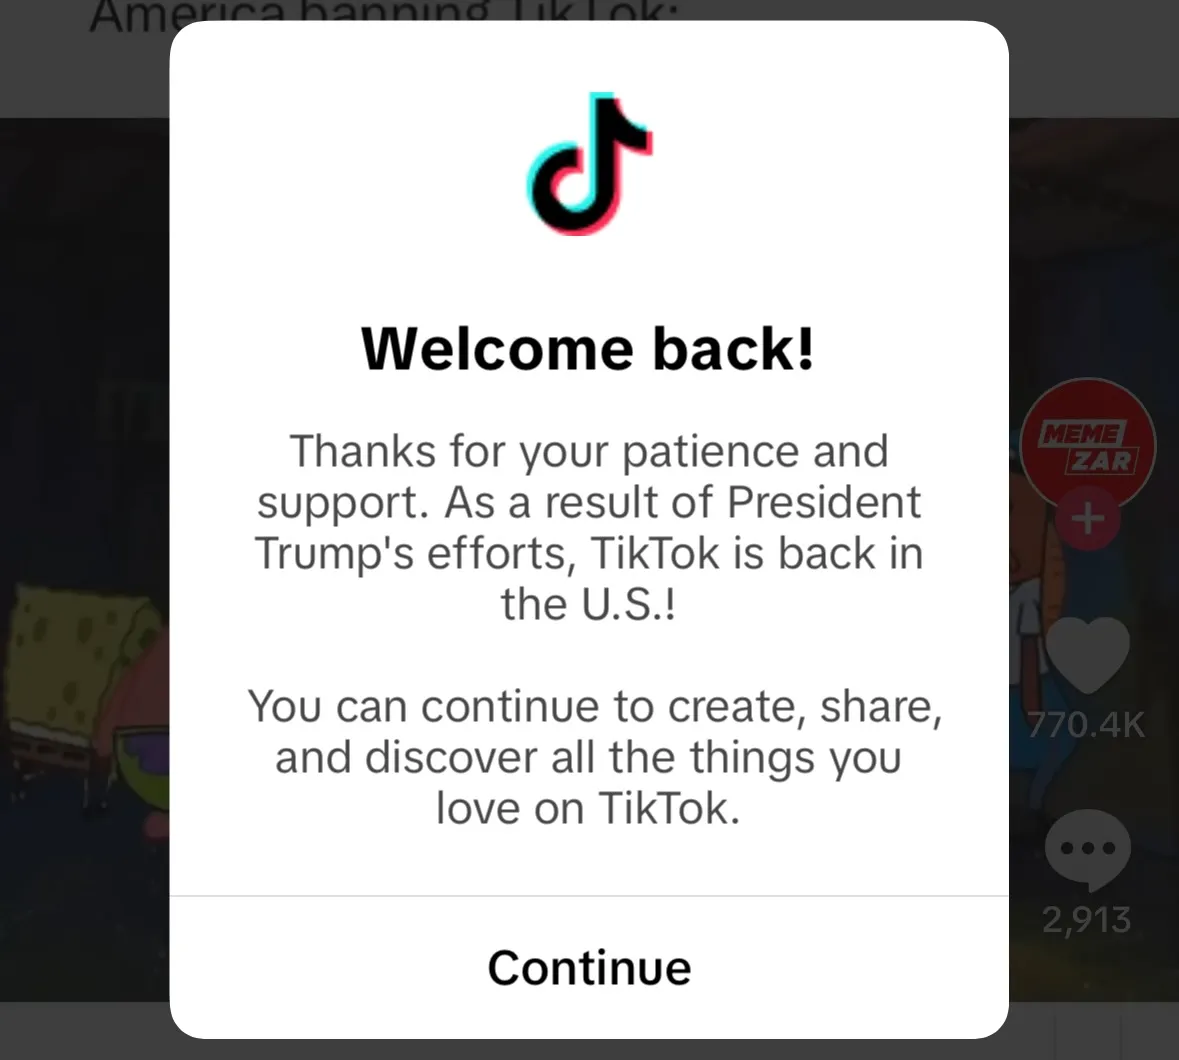 America banning TikTok:
Welcome back!
Thanks for your patience and
support. As a result of President
Trump's efforts, TikTok is back in
the U.S.!
You can continue to create, share,
and discover all the things you
love on TikTok.
Continue
MEME
ZAR
770.4K
2,913